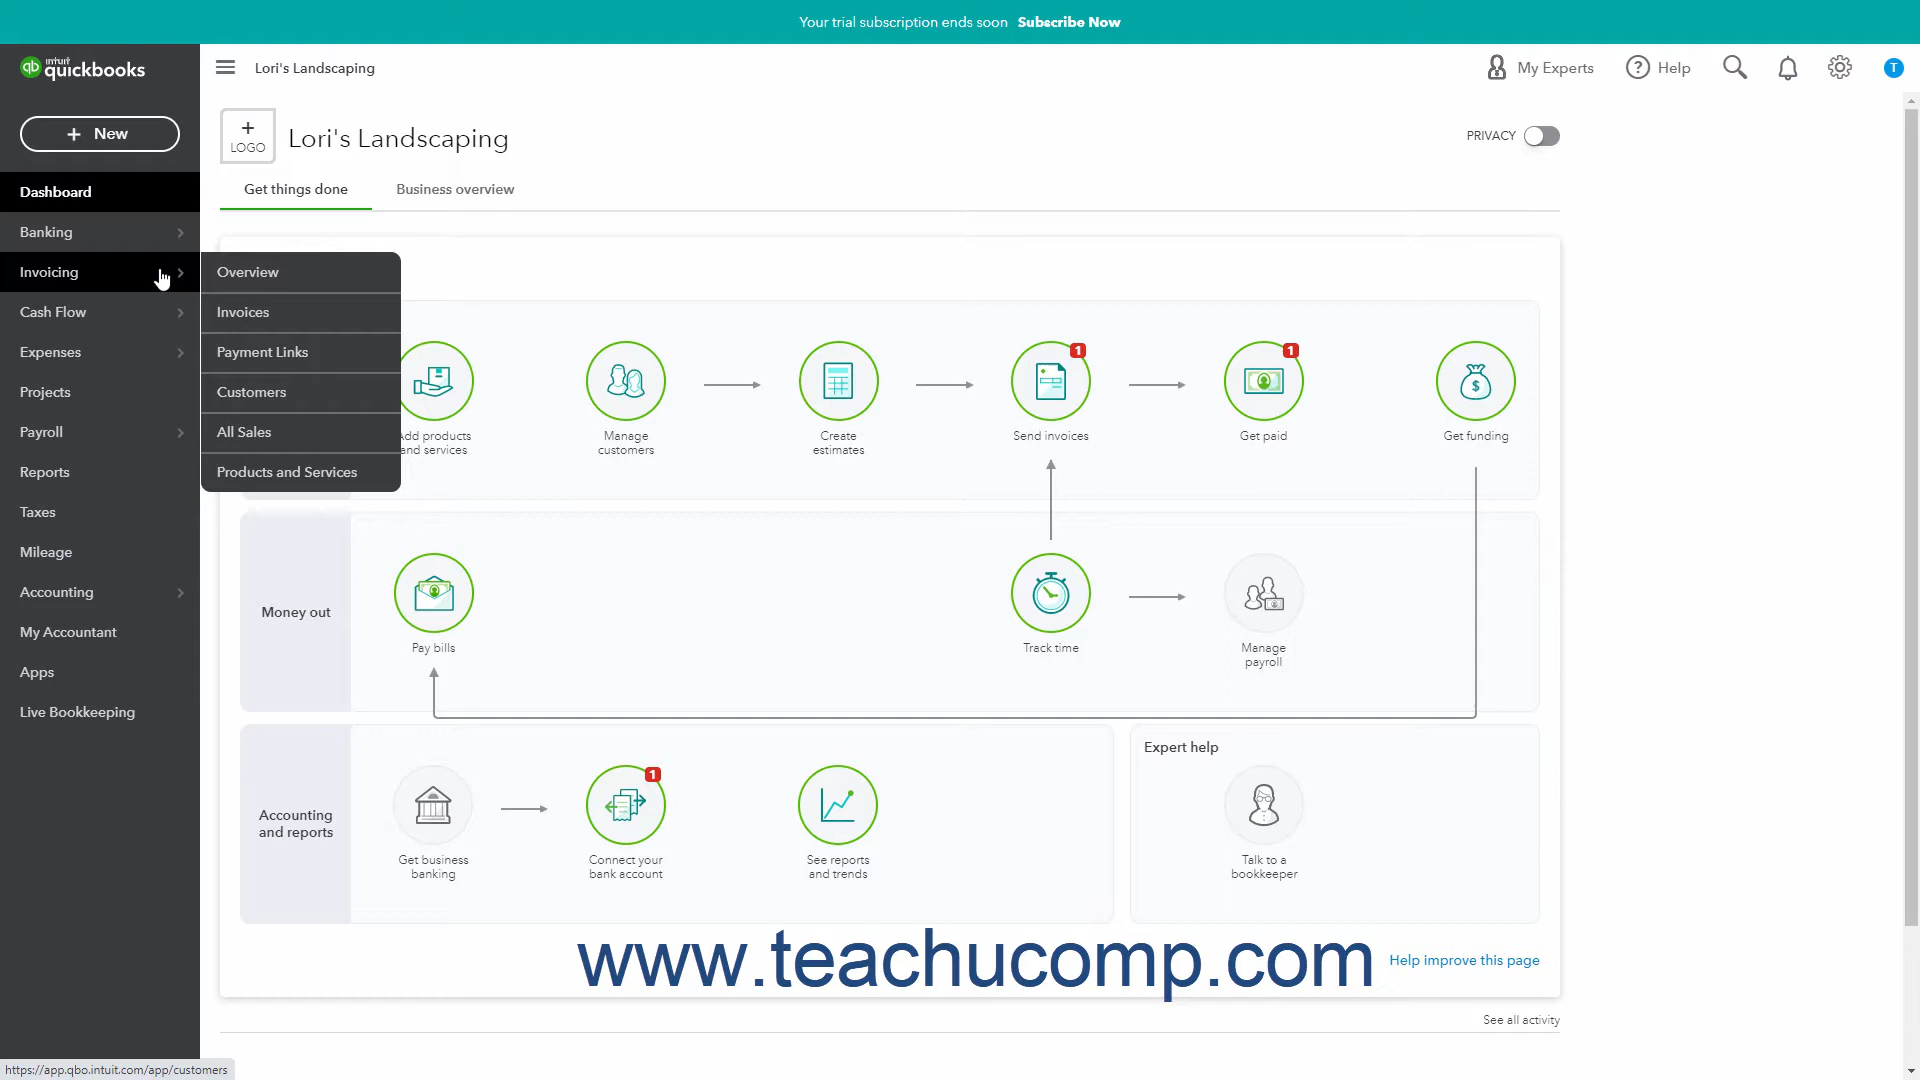 Your trial subscription ends soon Subscribe Now
intuit
quickbooks
Lori's Landscaping
My Experts
Help
T
New
LOGO
Lori's Landscaping
PRIVACY
Get things done
Business overview
Dashboard
Banking
Invoicing
Cash Flow
Expenses
Projects
Payroll
Reports
Taxes
Mileage
Accounting
My Accountant
Apps
Live Bookkeeping
Overview
Invoices
Payment Links
Customers
All Sales
Products and Services
Add products
and services
Manage
customers
Create
estimates
1
Send invoices
1
Get paid
Get funding
Money out
Pay bills
Track time
Manage
payroll
Accounting
and reports
Get business
banking
1
Connect your
bank account
See reports
and trends
Expert help
Talk to a
bookkeeper
www.teachucomp.com
Help improve this page
See all activity
https://app.qbo.intuit.com/app/customers